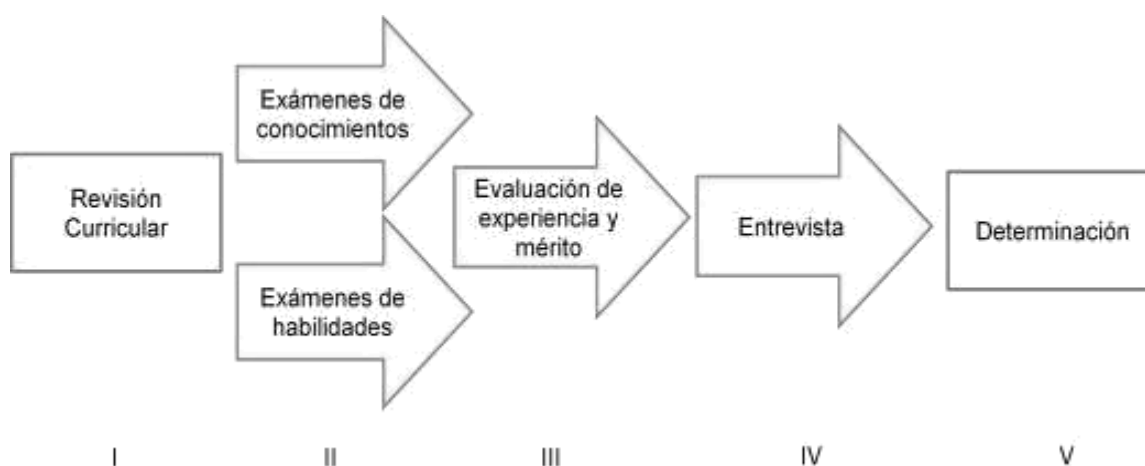 Revisión
Curricular
Exámenes de
conocimientos
Exámenes de
habilidades
Evaluación de
experiencia y
mérito
Entrevista
Determinación
I
II
III
IV
V